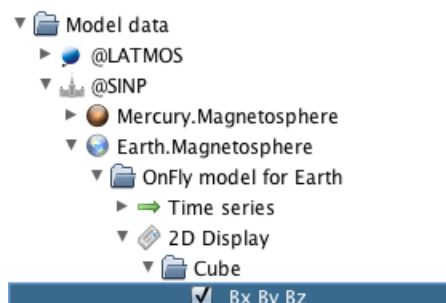 Model data
@LATMOS
@SINP
Mercury.Magnetosphere
Earth.Magnetosphere
OnFly model for Earth
Time series
2D Display
Cube
Bx By Bz